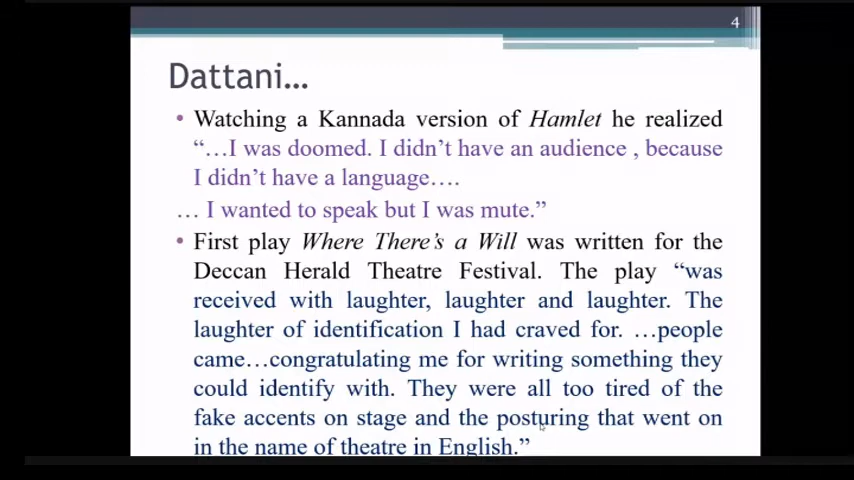 4
Dattani...
• Watching a Kannada version of Hamlet he realized
“…I was doomed. I didn’t have an audience , because
I didn’t have a language….
… I wanted to speak but I was mute.”
• First play Where There’s a Will was written for the
Deccan Herald Theatre Festival. The play “was
received with laughter, laughter and laughter. The
laughter of identification I had craved for. …people
came…congratulating me for writing something they
could identify with. They were all too tired of the
fake accents on stage and the posturing that went on
in the name of theatre in English.”